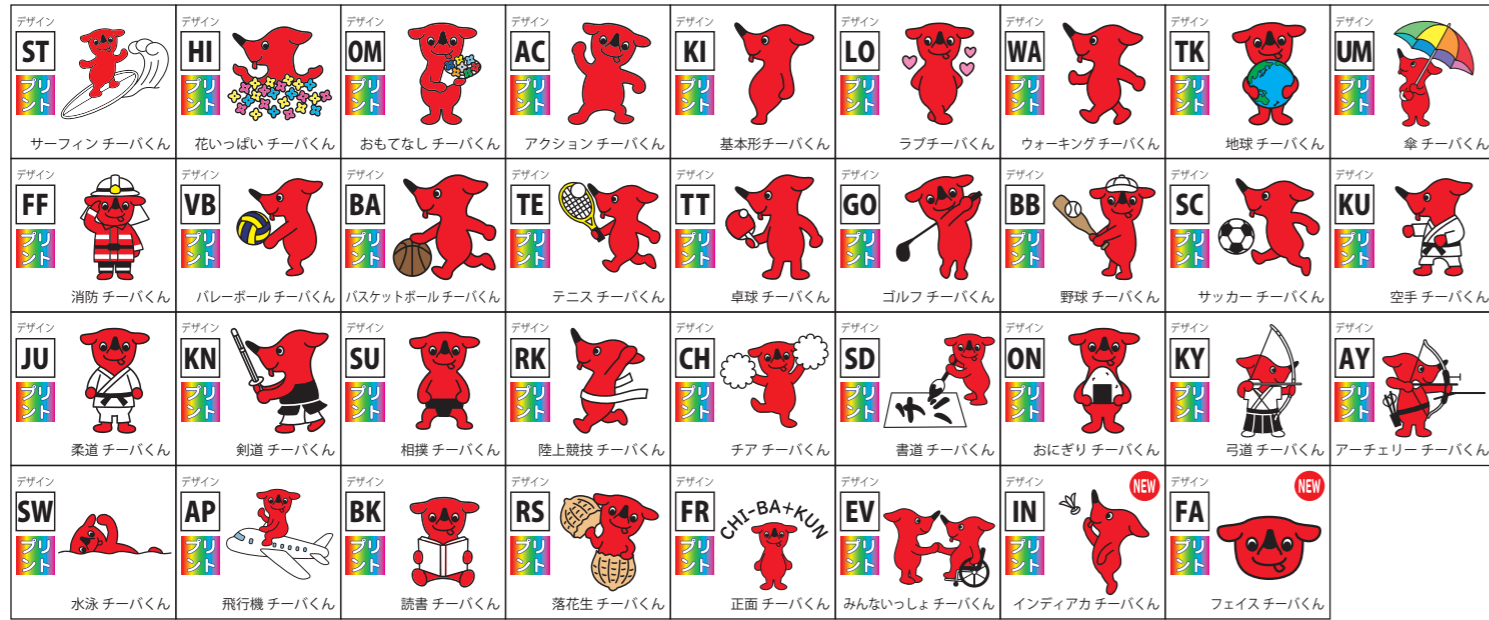 デザイン
ST
プリント
サーフィン チーバくん
デザイン
HI
プリント
花いっぱい チーバくん
デザイン
OM
プリント
おもてなし チーバくん
デザイン
AC
プリント
アクション チーバくん
デザイン
KI
プリント
基本形チーバくん
デザイン
LO
プリント
ラブチーバくん
デザイン
WA
プリント
ウォーキング チーバくん
デザイン
TK
プリント
地球 チーバくん
デザイン
UM
プリント
傘 チーバくん
デザイン
FF
プリント
消防 チーバくん
デザイン
VB
プリント
バレーボール チーバくん
デザイン
BA
プリント
バスケットボール チーバくん
デザイン
TE
プリント
テニス チーバくん
デザイン
TT
プリント
卓球 チーバくん
デザイン
GO
プリント
ゴルフ チーバくん
デザイン
BB
プリント
野球 チーバくん
デザイン
SC
プリント
サッカー チーバくん
デザイン
KU
プリント
空手 チーバくん
デザイン
JU
プリント
柔道 チーバくん
デザイン
KN
プリント
剣道 チーバくん
デザイン
SU
プリント
相撲 チーバくん
デザイン
RK
プリント
陸上競技 チーバくん
デザイン
CH
プリント
チア チーバくん
デザイン
SD
プリント
書道 チーバくん
デザイン
ON
プリント
おにぎり チーバくん
デザイン
KY
プリント
弓道 チーバくん
デザイン
AY
プリント
アーチェリー チーバくん
デザイン
SW
プリント
水泳 チーバくん
デザイン
AP
プリント
飛行機 チーバくん
デザイン
BK
プリント
読書 チーバくん
デザイン
RS
プリント
落花生 チーバくん
デザイン
FR
プリント
CHI-BA+KUN
正面 チーバくん
デザイン
EV
プリント
みんないっしょ チーバくん
デザイン
NEW
IN
プリント
インディアカ チーバくん
デザイン
NEW
FA
プリント
フェイス チーバくん